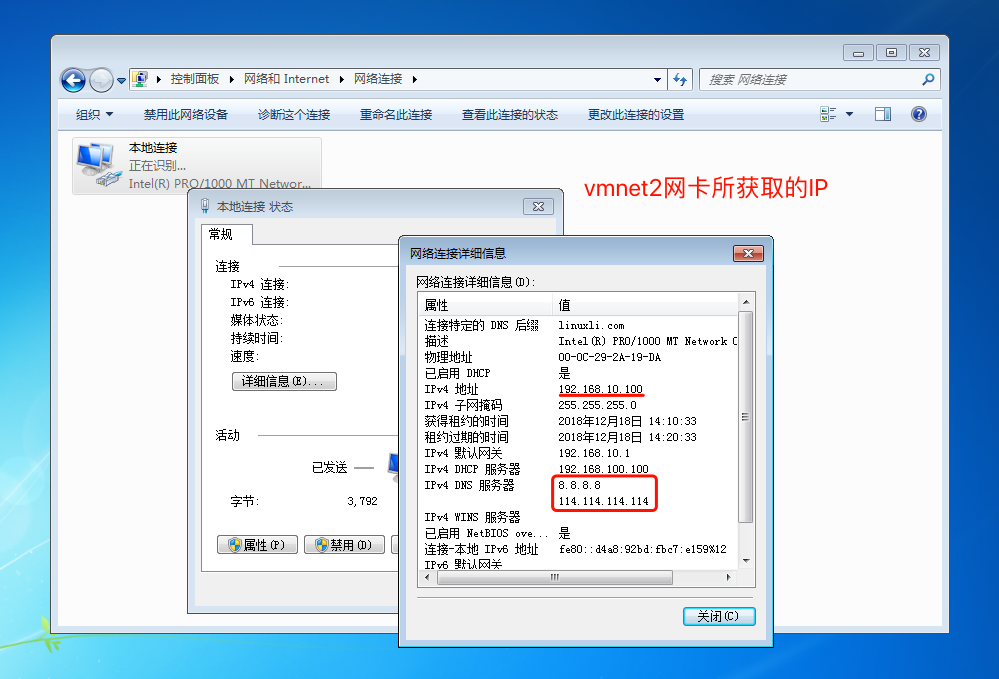 控制面板 网络和 Internet 网络连接
搜索 网络连接
组织 禁用此网络设备 诊断这个连接 重命名此连接 查看此连接的状态 更改此连接的设置
本地连接
正在识别...
Intel(R) PRO/1000 MT Networ...
vmnet2网卡所获取的IP
本地连接 状态
常规
连接
IPv4 连接:
IPv6 连接:
媒体状态:
持续时间:
速度:
详细信息(E)...
活动
已发送
字节: 3,792
属性(P) 禁用(D)
网络连接详细信息
网络连接详细信息(D):
属性 值
连接特定的 DNS 后缀 linuxli.com
描述 Intel(R) PRO/1000 MT Network C
物理地址 00-0C-29-2A-19-DA
已启用 DHCP 是
IPv4 地址 192.168.10.100
IPv4 子网掩码 255.255.255.0
获得租约的时间 2018年12月18日 14:10:33
租约过期的时间 2018年12月18日 14:20:33
IPv4 默认网关 192.168.10.1
IPv4 DHCP 服务器 192.168.100.100
IPv4 DNS 服务器 8.8.8.8
114.114.114.114
IPv4 WINS 服务器
已启用 NetBIOS ove... 是
连接-本地 IPv6 地址 fe80::d4a8:92bd:fbc7:e159%12
IPv6 默认网关
关闭(C)